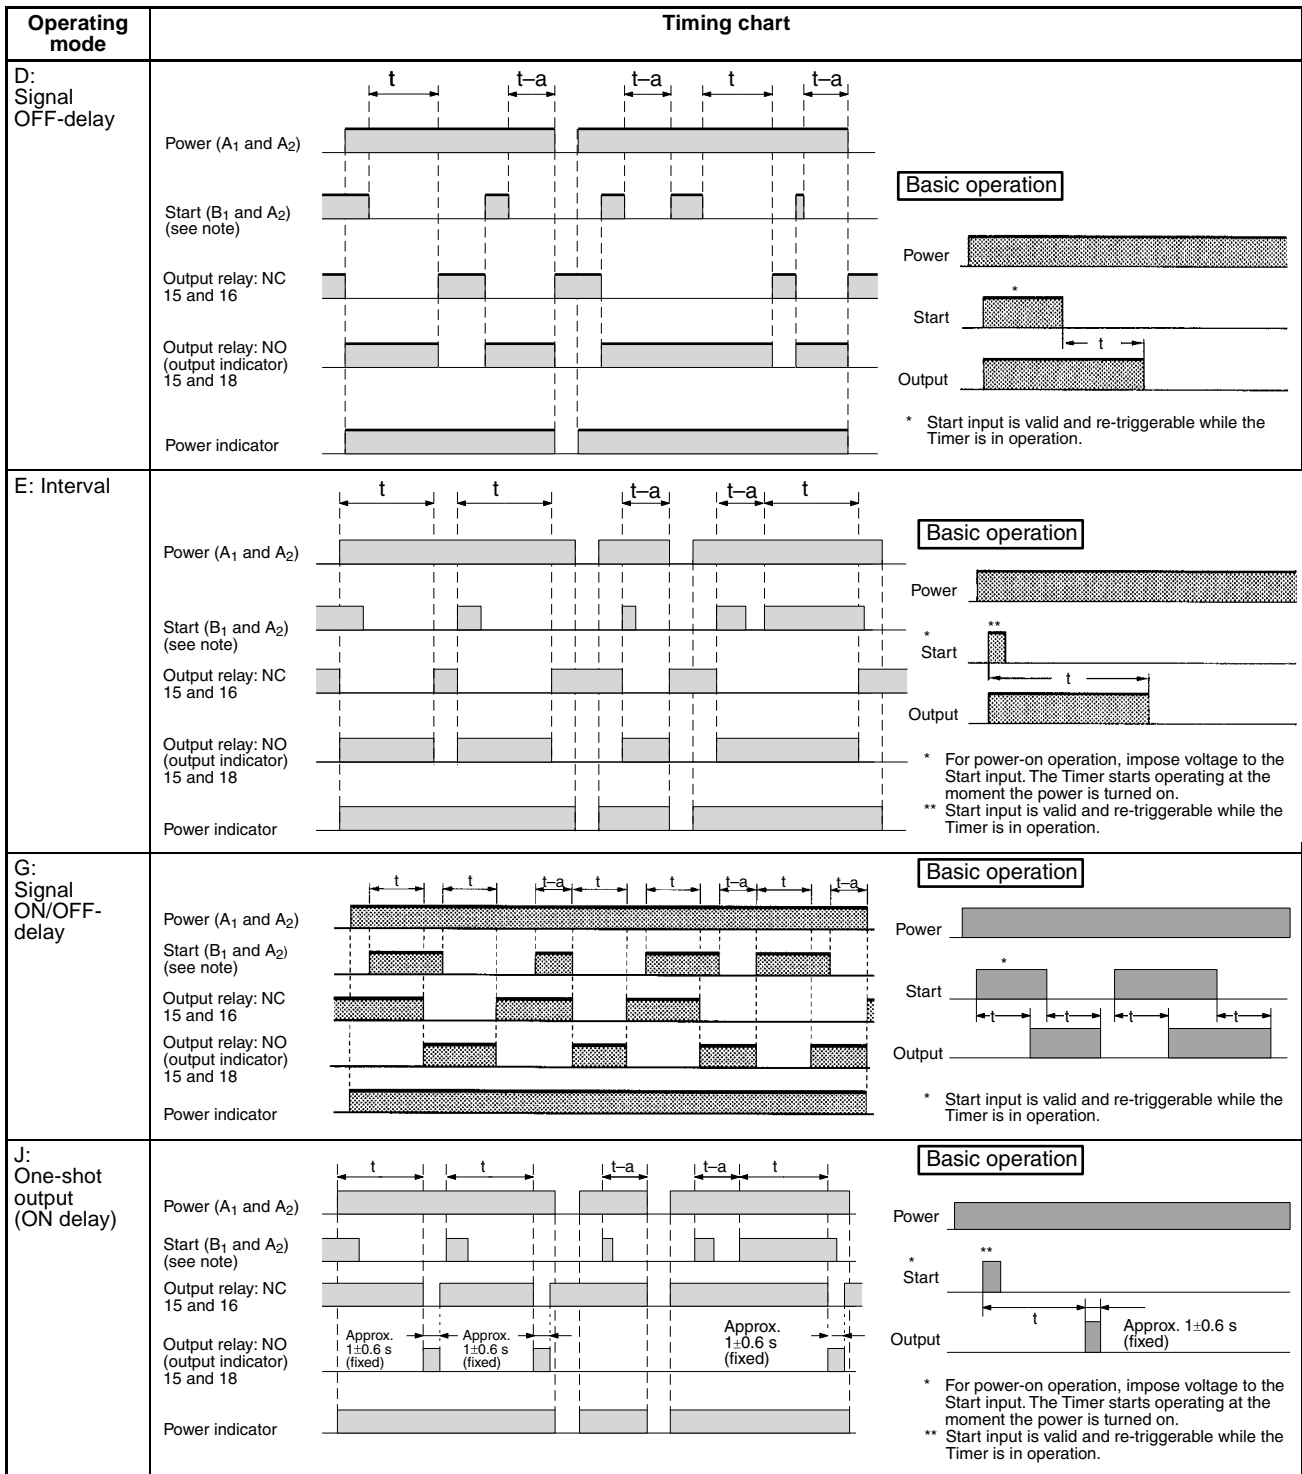 Operating
mode
Timing chart
D:
Signal
OFF-delay
t
t–a
t–a
t
t–a
Power (A1 and A2)
Start (B1 and A2)
(see note)
Output relay: NC
15 and 16
Output relay: NO
(output indicator)
15 and 18
Power indicator
Basic operation
Power
*
Start
t
Output
* Start input is valid and re-triggerable while the
Timer is in operation.
E: Interval
t
t
t–a
t–a
t
Power (A1 and A2)
Start (B1 and A2)
(see note)
Output relay: NC
15 and 16
Output relay: NO
(output indicator)
15 and 18
Power indicator
Basic operation
Power
**
*
Start
t
Output
* For power-on operation, impose voltage to the
Start input. The Timer starts operating at the
moment the power is turned on.
** Start input is valid and re-triggerable while the
Timer is in operation.
G:
Signal
ON/OFF-
delay
t
t
t–a
t
t
t–a
t
t–a
Power (A1 and A2)
Start (B1 and A2)
(see note)
Output relay: NC
15 and 16
Output relay: NO
(output indicator)
15 and 18
Power indicator
Basic operation
Power
*
Start
t
t
t
t
Output
* Start input is valid and re-triggerable while the
Timer is in operation.
J:
One-shot
output
(ON delay)
t
t
t–a
t–a
t
Power (A1 and A2)
Start (B1 and A2)
(see note)
Output relay: NC
15 and 16
Output relay: NO
(output indicator)
15 and 18
Approx.
1±0.6 s
(fixed)
Approx.
1±0.6 s
(fixed)
Approx.
1±0.6 s
(fixed)
Power indicator
Basic operation
Power
**
*
Start
t
Output
Approx. 1±0.6 s
(fixed)
* For power-on operation, impose voltage to the
Start input. The Timer starts operating at the
moment the power is turned on.
** Start input is valid and re-triggerable while the
Timer is in operation.